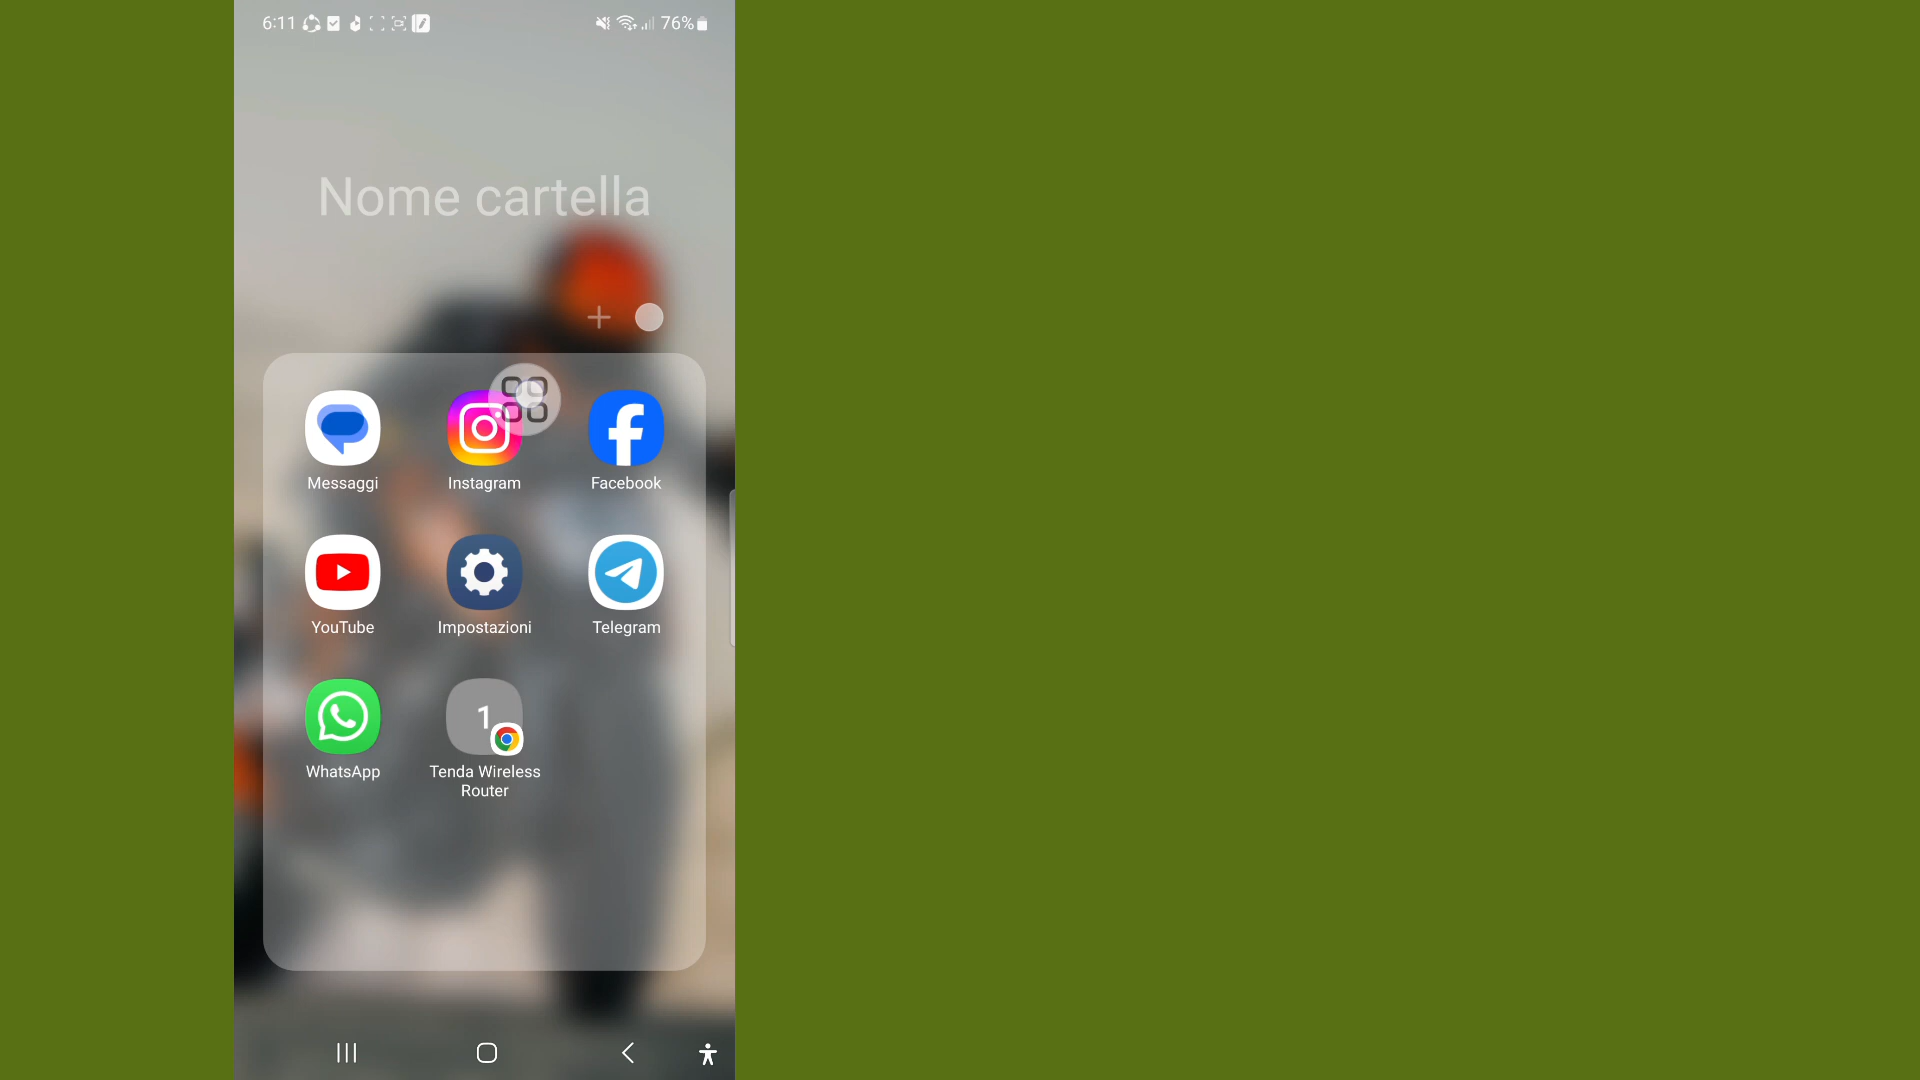 6:11 76%
Nome cartella
Messaggi Instagram Facebook
YouTube Impostazioni Telegram
WhatsApp 1 Tenda Wireless
Router